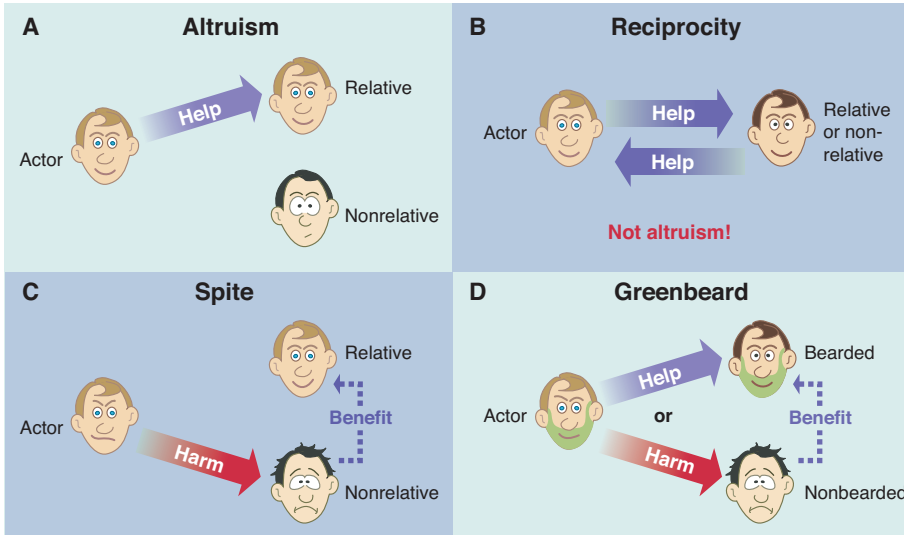 A
Altruism
Help
Relative
Actor
Nonrelative
B
Reciprocity
Help
Actor
Relative
or non-
relative
Help
Not altruism!
C
Spite
Relative
Benefit
Actor
Harm
Nonrelative
D
Greenbeard
Help
Bearded
Actor
or
Benefit
Harm
Nonbearded